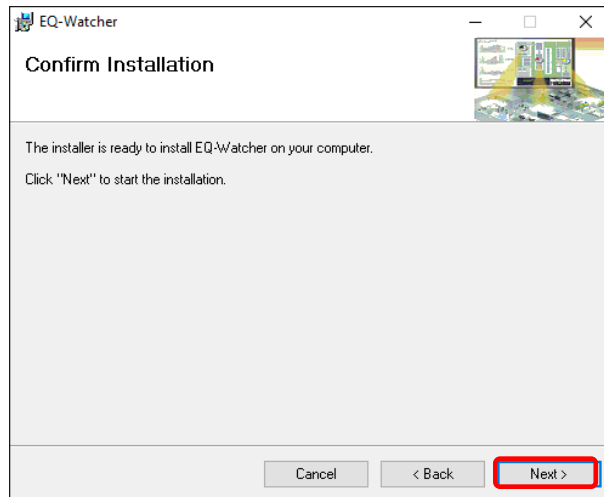 EQ-Watcher
Confirm Installation
The installer is ready to install EQ-Watcher on your computer.
Click "Next" to start the installation.
Cancel
< Back
Next >